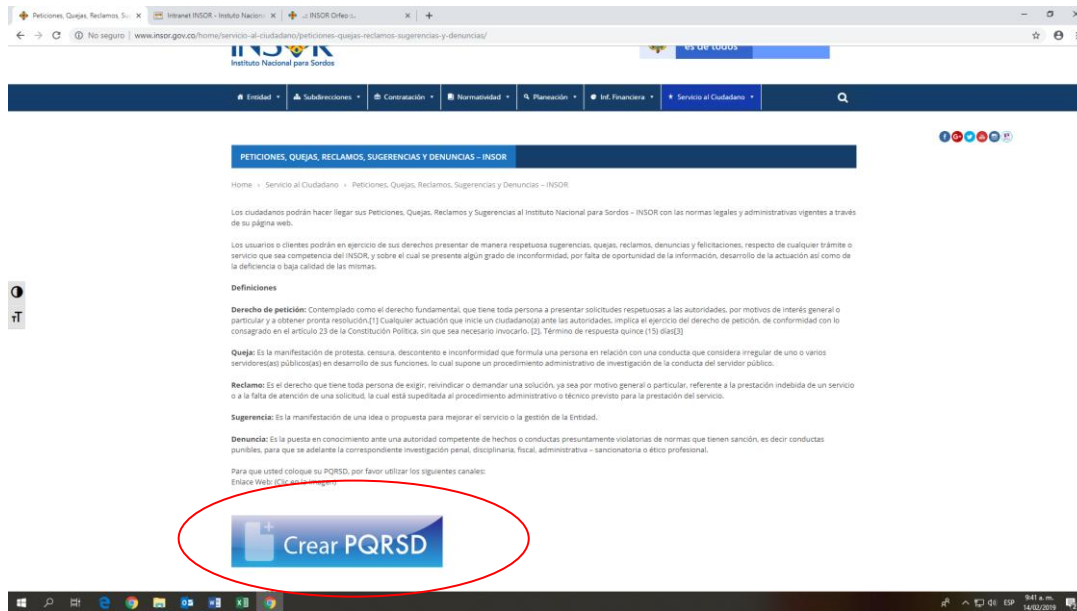 Peticiones, Quejas, Reclamos, Su
Intranet INSOR - Instituto Nacion
.:: INSOR Orfeo ::.
No seguro | www.insor.gov.co/home/servicio-al-ciudadano/peticiones-quejas-reclamos-sugerencias-y-denuncias/
INSOR
Instituto Nacional para Sordos
es de todos
Entidad
Subdirecciones
Contratación
Normatividad
Planeación
Inf. Financiera
Servicio al Ciudadano
PETICIONES, QUEJAS, RECLAMOS, SUGERENCIAS Y DENUNCIAS – INSOR
Home › Servicio al Ciudadano › Peticiones, Quejas, Reclamos, Sugerencias y Denuncias – INSOR
Los ciudadanos podrán hacer llegar sus Peticiones, Quejas, Reclamos y Sugerencias al Instituto Nacional para Sordos – INSOR con las normas legales y administrativas vigentes a través
de su página web.
Los usuarios o clientes podrán en ejercicio de sus derechos presentar de manera respetuosa sugerencias, quejas, reclamos, denuncias y felicitaciones, respecto de cualquier trámite o
servicio que sea competencia del INSOR, y sobre el cual se presente algún grado de inconformidad, por falta de oportunidad de la información, desarrollo de la actuación así como de
la deficiencia o baja calidad de las mismas.
Definiciones
Derecho de petición: Contemplado como el derecho fundamental, que tiene toda persona a presentar solicitudes respetuosas a las autoridades, por motivos de interés general o
particular y a obtener pronta resolución.[1] Cualquier actuación que inicie un ciudadano(a) ante las autoridades, implica el ejercicio del derecho de petición, de conformidad con lo
consagrado en el artículo 23 de la Constitución Política, sin que sea necesario invocarlo. [2]. Término de respuesta quince (15) días[3]
Queja: Es la manifestación de protesta, censura, descontento e inconformidad que formula una persona en relación con una conducta que considera irregular de uno o varios
servidores(as) públicos(as) en desarrollo de sus funciones, lo cual supone un procedimiento administrativo de investigación de la conducta del servidor público.
Reclamo: Es el derecho que tiene toda persona de exigir, reivindicar o demandar una solución, ya sea por motivo general o particular, referente a la prestación indebida de un servicio
o a la falta de atención de una solicitud, la cual está supeditada al procedimiento administrativo o técnico previsto para la prestación del servicio.
Sugerencia: Es la manifestación de una idea o propuesta para mejorar el servicio o la gestión de la Entidad.
Denuncia: Es la puesta en conocimiento ante una autoridad competente de hechos o conductas presuntamente violatorias de normas que tienen sanción, es decir conductas
punibles, para que se adelante la correspondiente investigación penal, disciplinaria, fiscal, administrativa – sancionatoria o ético profesional.
Para que usted coloque su PQRSD, por favor utilizar los siguientes canales:
Enlace Web: (Clic en la imagen)
Crear PQRSD
ESP
9:41 a. m.
14/02/2019